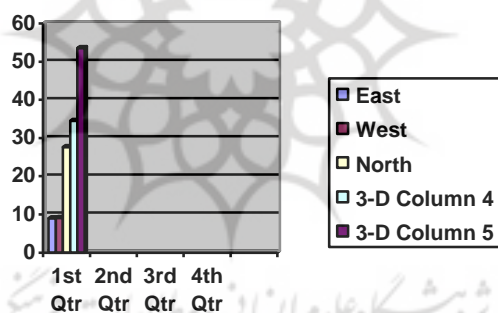 60
50
40
30
20
10
0
1st Qtr
2nd Qtr
3rd Qtr
4th Qtr
East
West
North
3-D Column 4
3-D Column 5